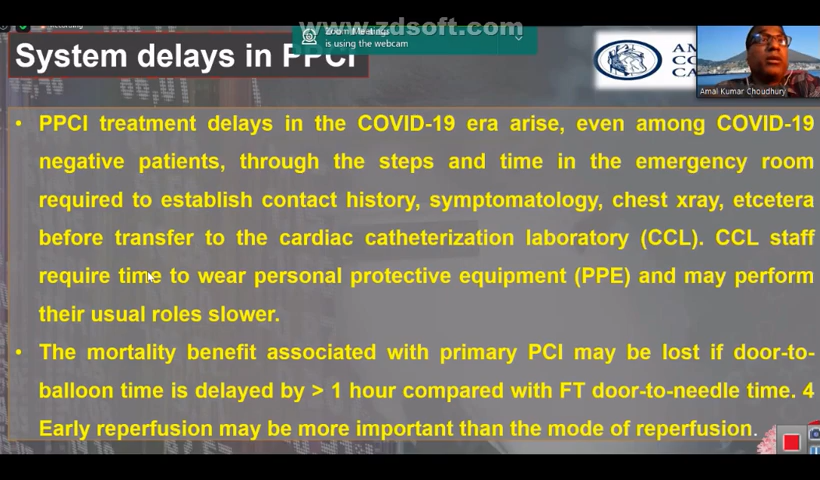 www.zdsoft.com
Zoom Meetings
is using the webcam
System delays in PPCI
Amal Kumar Choudhury
• PPCI treatment delays in the COVID-19 era arise, even among COVID-19
negative patients, through the steps and time in the emergency room
required to establish contact history, symptomatology, chest xray, etcetera
before transfer to the cardiac catheterization laboratory (CCL). CCL staff
require time to wear personal protective equipment (PPE) and may perform
their usual roles slower.
• The mortality benefit associated with primary PCI may be lost if door-to-
balloon time is delayed by > 1 hour compared with FT door-to-needle time. 4
Early reperfusion may be more important than the mode of reperfusion.